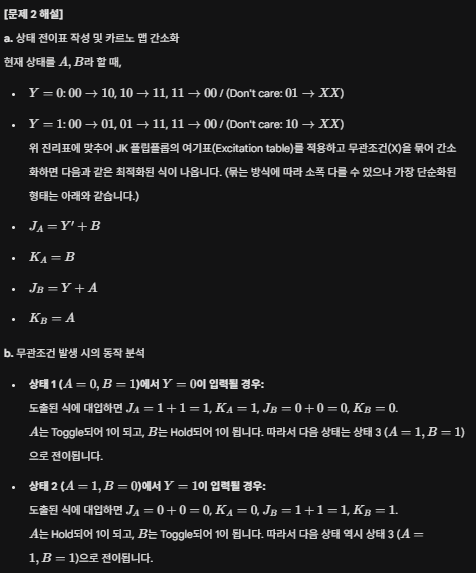 [문제 2 해설]
a. 상태 전이표 작성 및 카르노 맵 간소화
현재 상태를 A, B라 할 때,
• Y = 0: 00 → 10, 10 → 11, 11 → 00 / (Don't care: 01 → XX)
• Y = 1: 00 → 01, 01 → 11, 11 → 00 / (Don't care: 10 → XX)
위 진리표에 맞추어 JK 플립플롭의 여기표(Excitation table)를 적용하고 무관조건(X)을 묶어 간소
화하면 다음과 같은 최적화된 식이 나옵니다. (묶는 방식에 따라 소폭 다를 수 있으나 가장 단순화된
형태는 아래와 같습니다.)
• J_A = Y′ + B
• K_A = B
• J_B = Y + A
• K_B = A
b. 무관조건 발생 시의 동작 분석
• 상태 1 (A = 0, B = 1)에서 Y = 0이 입력될 경우:
도출된 식에 대입하면 J_A = 1 + 1 = 1, K_A = 1, J_B = 0 + 0 = 0, K_B = 0.
A는 Toggle되어 1이 되고, B는 Hold되어 1이 됩니다. 따라서 다음 상태는 상태 3 (A = 1, B = 1)
으로 전이됩니다.
• 상태 2 (A = 1, B = 0)에서 Y = 1이 입력될 경우:
도출된 식에 대입하면 J_A = 0 + 0 = 0, K_A = 0, J_B = 1 + 1 = 1, K_B = 1.
A는 Hold되어 1이 되고, B는 Toggle되어 1이 됩니다. 따라서 다음 상태 역시 상태 3 (A =
1, B = 1)으로 전이됩니다.